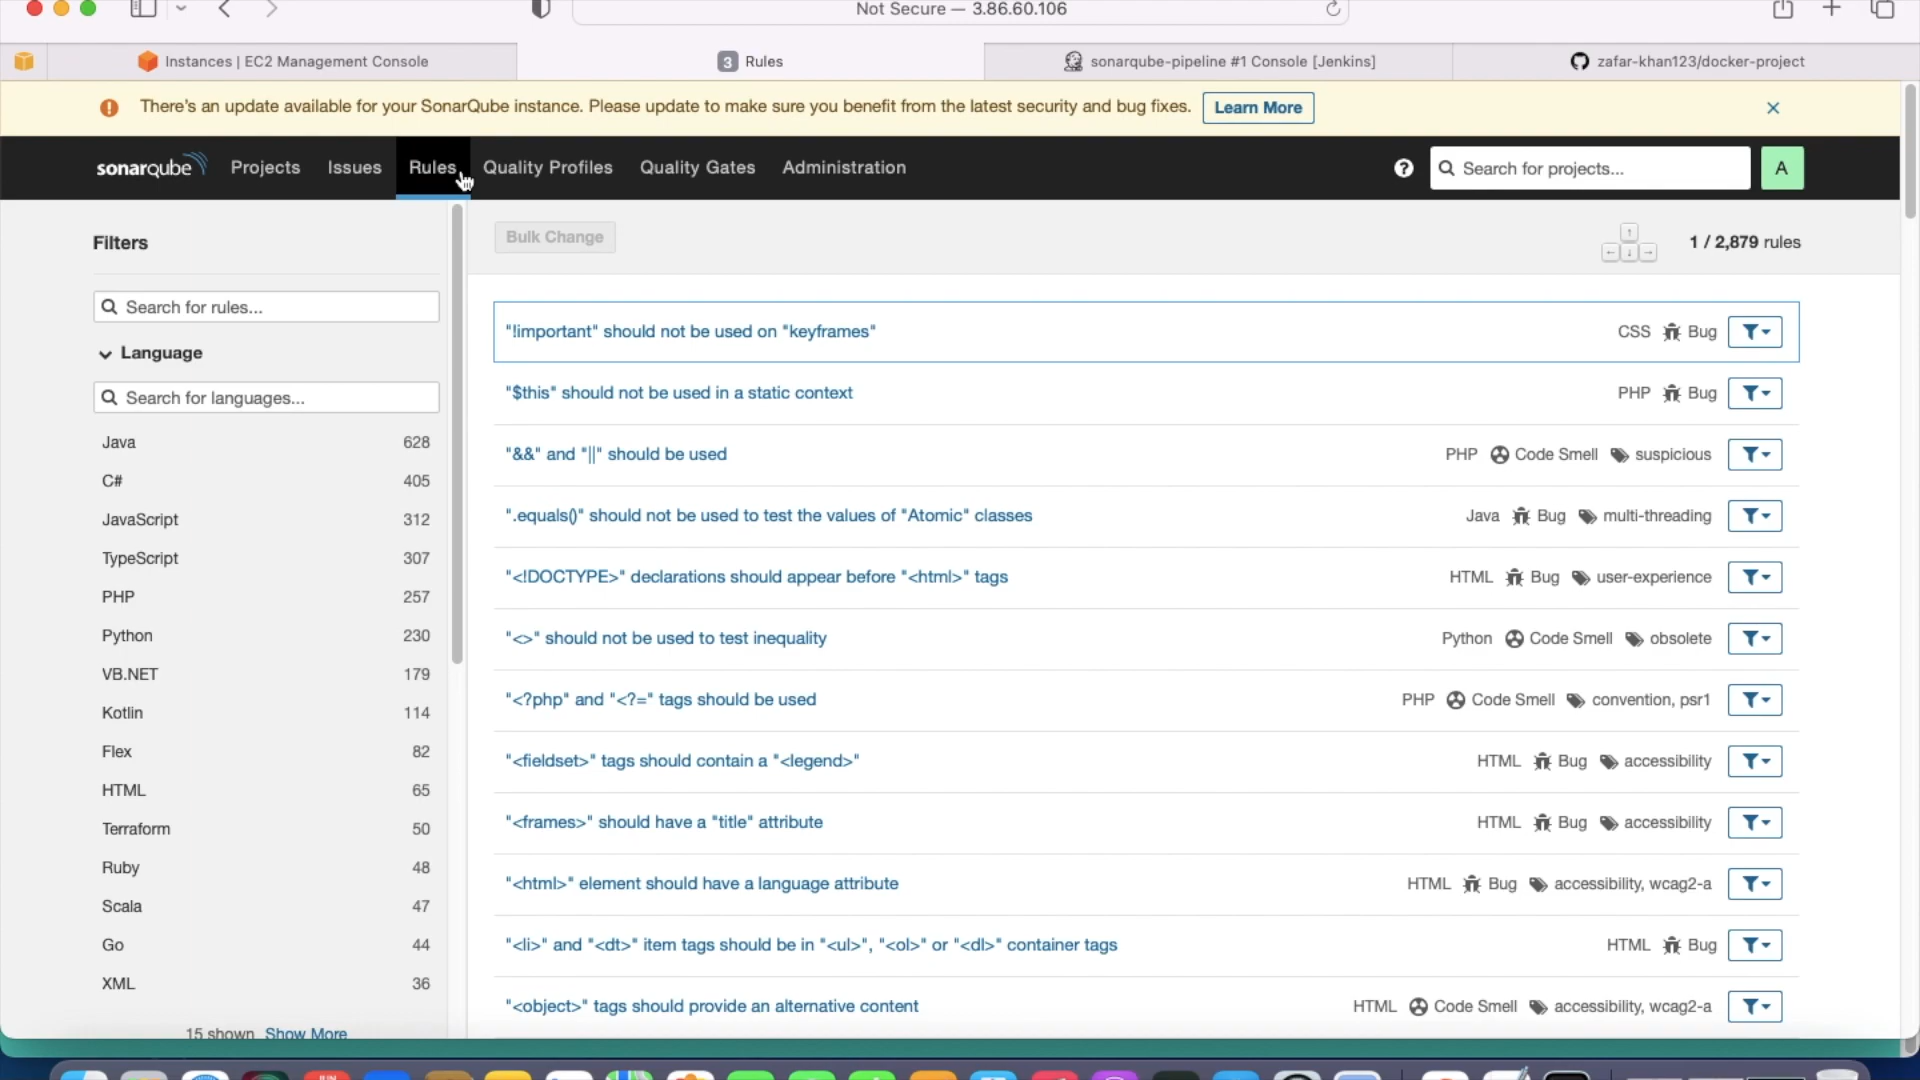 Not Secure — 3.86.60.106
Instances | EC2 Management Console
3 Rules
sonarqube-pipeline #1 Console [Jenkins]
zafar-khan123/docker-project
There's an update available for your SonarQube instance. Please update to make sure you benefit from the latest security and bug fixes. Learn More
sonarqube Projects Issues Rules Quality Profiles Quality Gates Administration
Search for projects...
A
Filters
Bulk Change
1 / 2,879 rules
Search for rules...
Language
Search for languages...
Java 628
C# 405
JavaScript 312
TypeScript 307
PHP 257
Python 230
VB.NET 179
Kotlin 114
Flex 82
HTML 65
Terraform 50
Ruby 48
Scala 47
Go 44
XML 36
15 shown Show More
"!important" should not be used on "keyframes" CSS Bug
"$this" should not be used in a static context PHP Bug
"&&" and "||" should be used PHP Code Smell suspicious
".equals()" should not be used to test the values of "Atomic" classes Java Bug multi-threading
"<!DOCTYPE>" declarations should appear before "<html>" tags HTML Bug user-experience
"<>" should not be used to test inequality Python Code Smell obsolete
"<?php" and "<?=" tags should be used PHP Code Smell convention, psr1
"<fieldset>" tags should contain a "<legend>" HTML Bug accessibility
"<frames>" should have a "title" attribute HTML Bug accessibility
"<html>" element should have a language attribute HTML Bug accessibility, wcag2-a
"<li>" and "<dt>" item tags should be in "<ul>", "<ol>" or "<dl>" container tags HTML Bug
"<object>" tags should provide an alternative content HTML Code Smell accessibility, wcag2-a